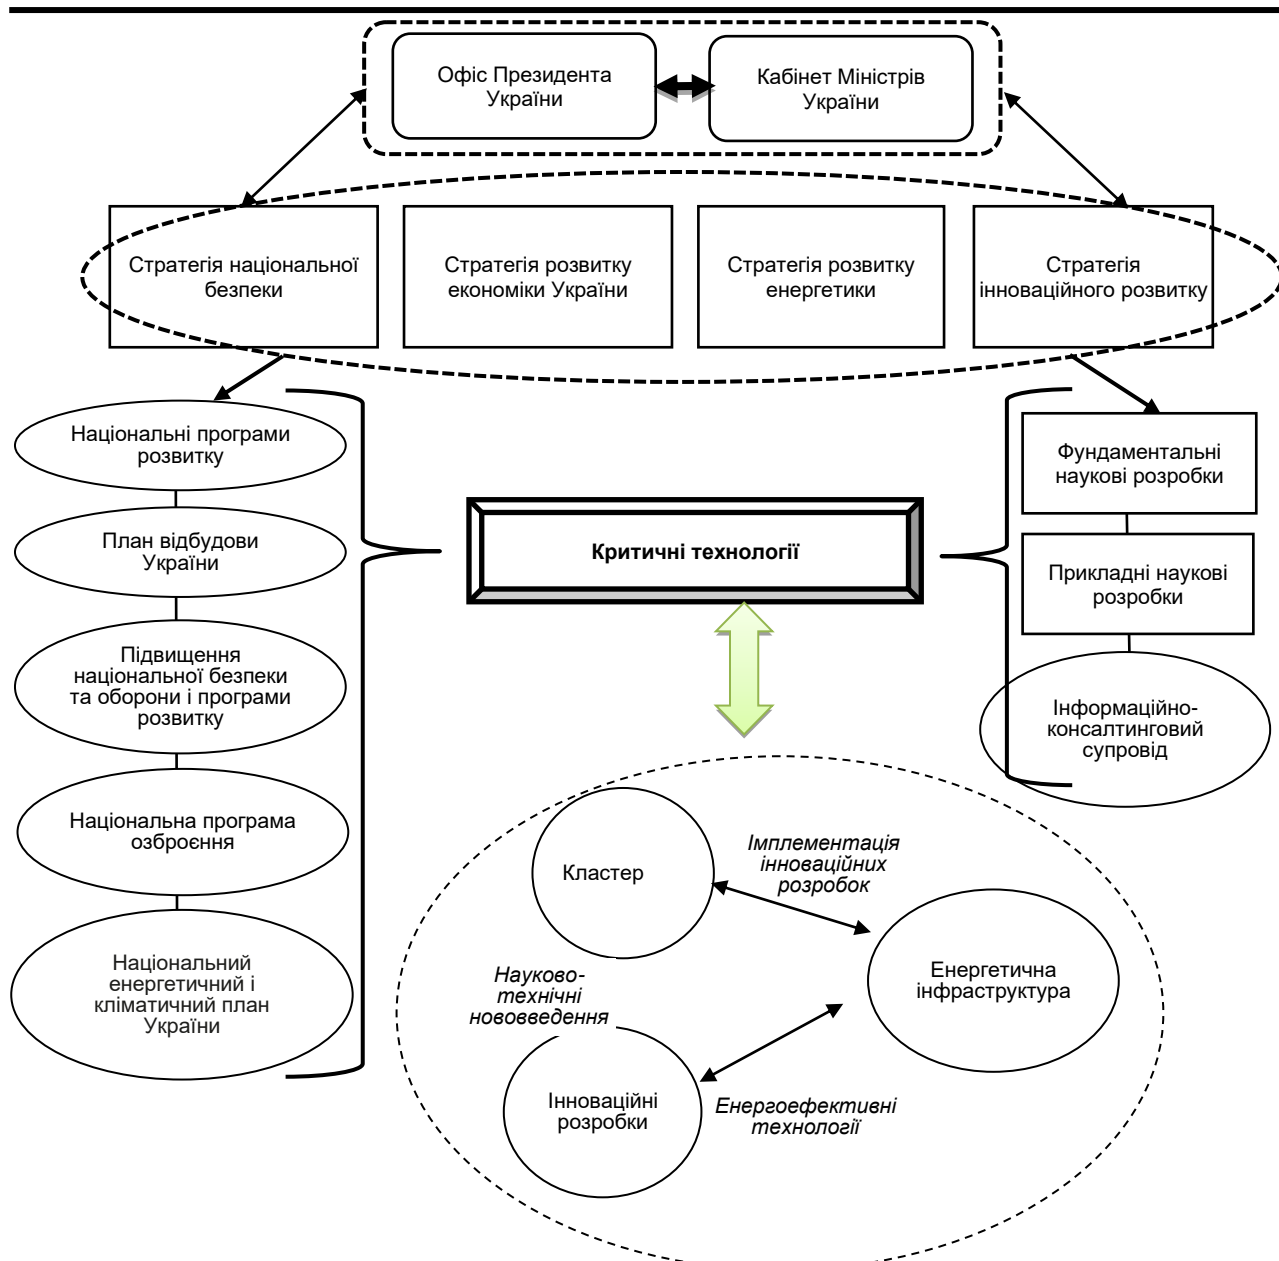 Офіс Президента
України
Кабінет Міністрів
України
Стратегія національної
безпеки
Стратегія розвитку
економіки України
Стратегія розвитку
енергетики
Стратегія
інноваційного розвитку
Національні програми
розвитку
План відбудови
України
Підвищення
національної безпеки
та оборони і програми
розвитку
Національна програма
озброєння
Національний
енергетичний і
кліматичний план
України
Критичні технології
Фундаментальні
наукові розробки
Прикладні наукові
розробки
Інформаційно-
консалтинговий
супровід
Кластер
Імплементація
інноваційних
розробок
Науково-
технічні
нововведення
Енергетична
інфраструктура
Інноваційні
розробки
Енергоефективні
технології